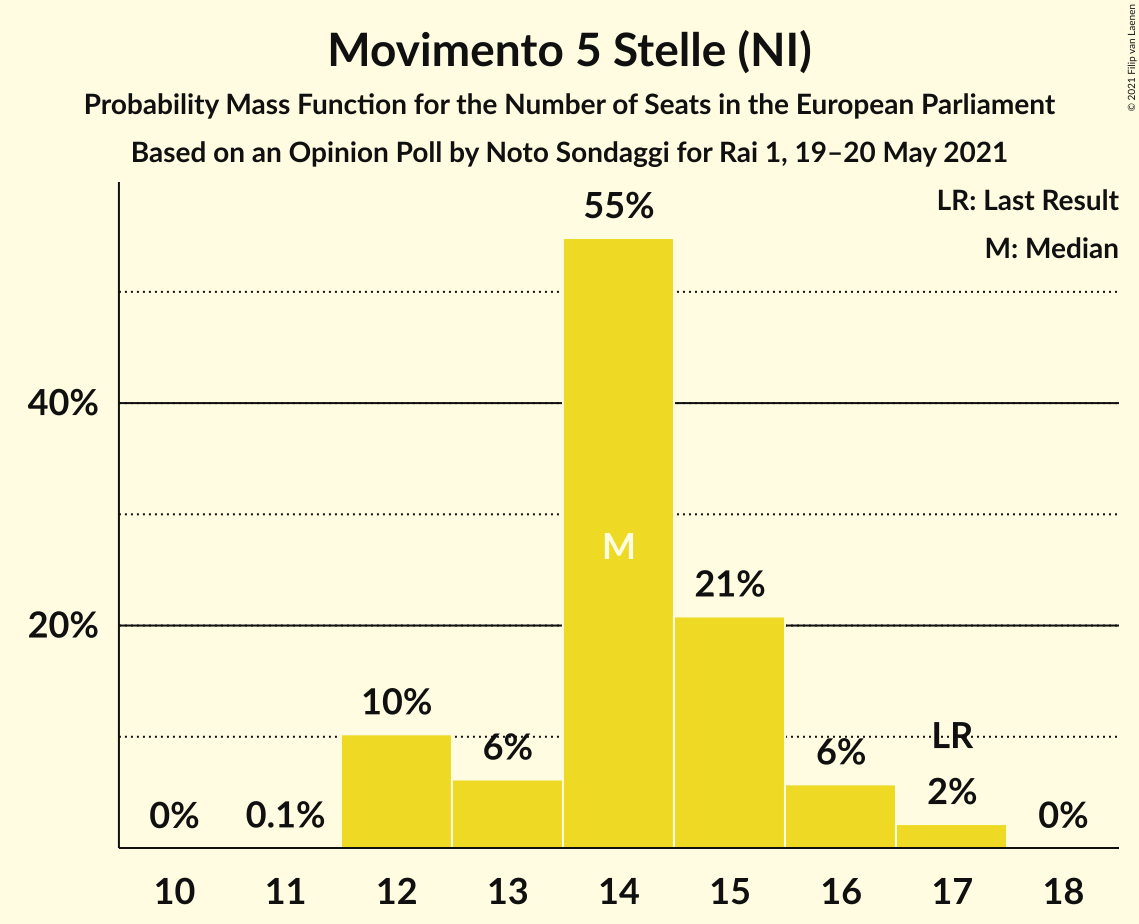 Movimento 5 Stelle (NI)
Probability Mass Function for the Number of Seats in the European Parliament
Based on an Opinion Poll by Noto Sondaggi for Rai 1, 19–20 May 2021
© 2021 Filip van Laenen
LR: Last Result
M: Median
55%
40%
M
21%
20%
10%
6%
6%
LR
2%
0%
0.1%
0%
10 11 12 13 14 15 16 17 18